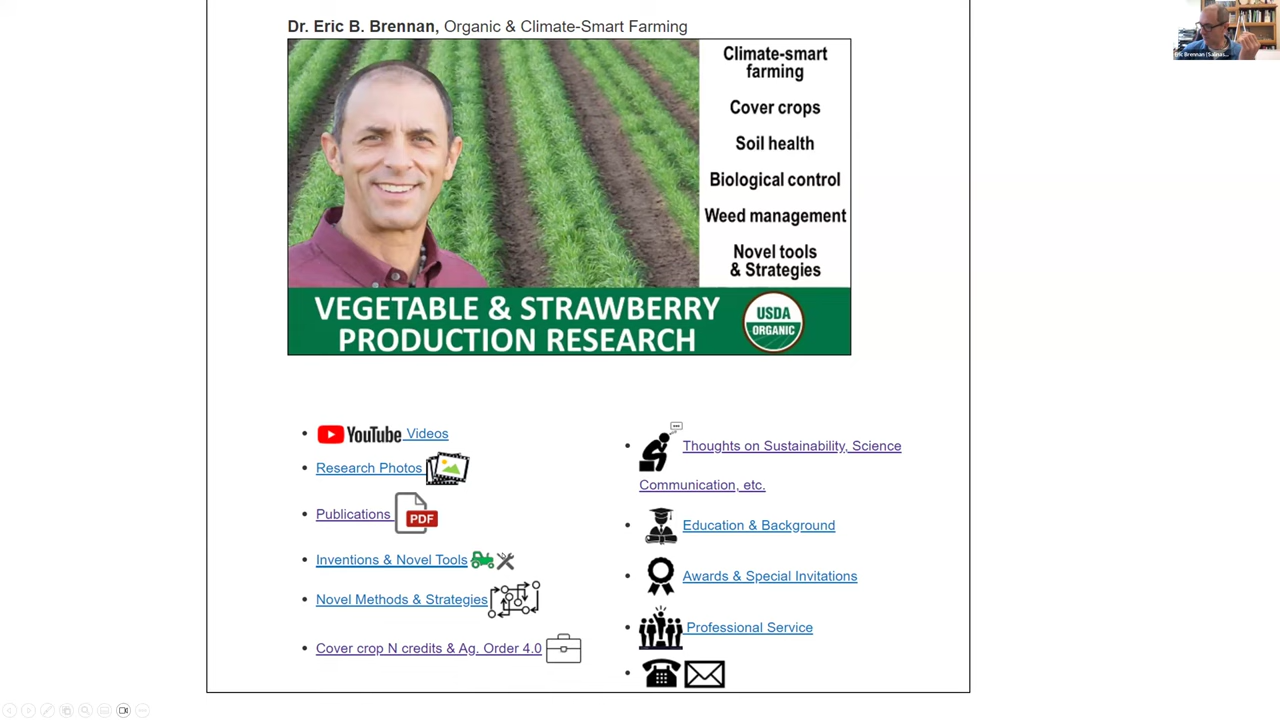 Dr. Eric B. Brennan, Organic & Climate-Smart Farming
Climate-smart
farming
Cover crops
Soil health
Biological control
Weed management
Novel tools
& Strategies
VEGETABLE & STRAWBERRY
PRODUCTION RESEARCH
USDA
ORGANIC
YouTube Videos
Research Photos
Publications
PDF
Inventions & Novel Tools
Novel Methods & Strategies
Cover crop N credits & Ag. Order 4.0
Thoughts on Sustainability, Science
Communication, etc.
Education & Background
Awards & Special Invitations
Professional Service
Eric Brennan (Salinas...